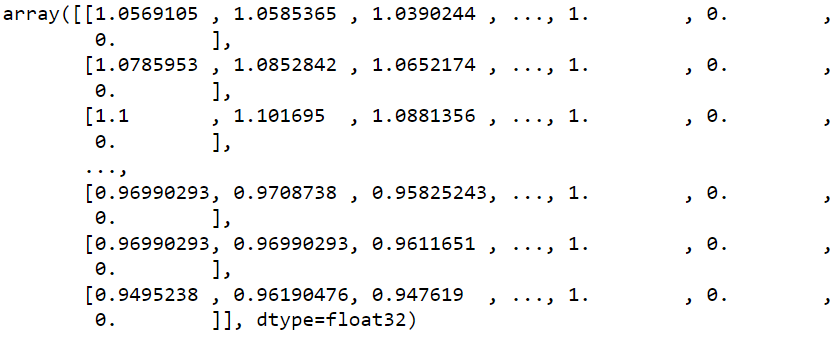 array([[1.0569105 , 1.0585365 , 1.0390244 , ..., 1.        , 0.        ,
        0.        ],
       [1.0785953 , 1.0852842 , 1.0652174 , ..., 1.        , 0.        ,
        0.        ],
       [1.1       , 1.101695  , 1.0881356 , ..., 1.        , 0.        ,
        0.        ],
       ...,
       [0.96990293, 0.9708738 , 0.95825243, ..., 1.        , 0.        ,
        0.        ],
       [0.96990293, 0.96990293, 0.9611651 , ..., 1.        , 0.        ,
        0.        ],
       [0.9495238 , 0.96190476, 0.947619  , ..., 1.        , 0.        ,
        0.        ]], dtype=float32)